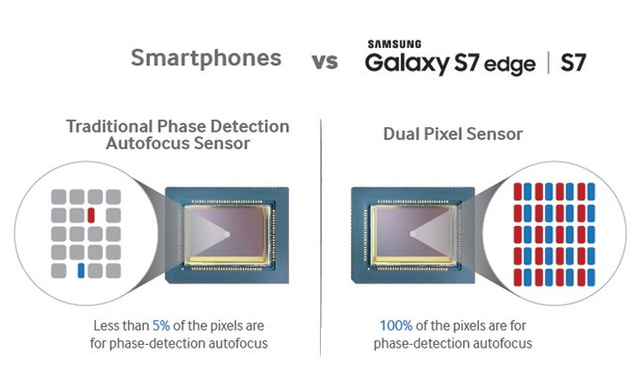 Smartphones vs SAMSUNG
Galaxy S7 edge | S7
Traditional Phase Detection
Autofocus Sensor
Dual Pixel Sensor
Less than 5% of the pixels are
for phase-detection autofocus
100% of the pixels are for
phase-detection autofocus